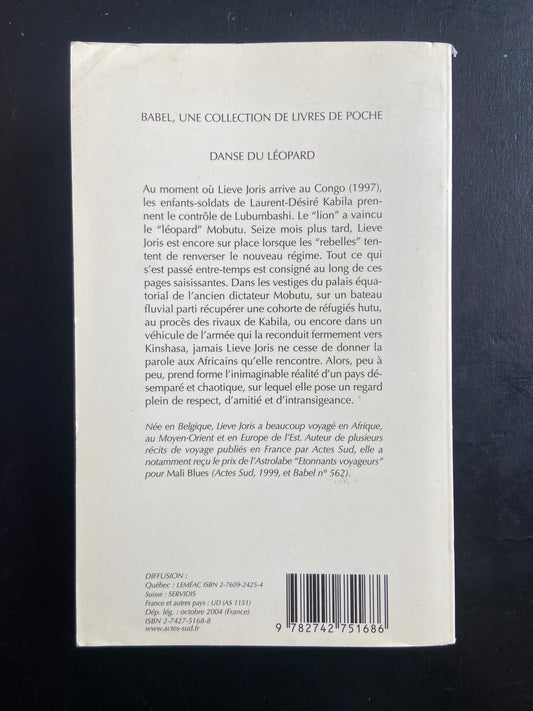 BABEL, UNE COLLECTION DE LIVRES DE POCHE
DANSE DU LÉOPARD
Au moment où Lieve Joris arrive au Congo (1997),
les enfants-soldats de Laurent-Désiré Kabila pren-
nent le contrôle de Lubumbashi. Le “lion” a vaincu
le “léopard” Mobutu. Seize mois plus tard, Lieve
Joris est encore sur place lorsque les “rebelles” ten-
tent de renverser le nouveau régime. Tout ce qui
s’est passé entre-temps est consigné au long de ces
pages saisissantes. Dans les vestiges du palais équa-
torial de l’ancien dictateur Mobutu, sur un bateau
fluvial parti récupérer une cohorte de réfugiés hutu,
au procès des rivaux de Kabila, ou encore dans un
véhicule de l’armée qui la reconduit fermement vers
Kinshasa, jamais Lieve Joris ne cesse de donner la
parole aux Africains qu’elle rencontre. Alors, peu à
peu, prend forme l’inimaginable réalité d’un pays dé-
semparé et chaotique, sur lequel elle pose un regard
plein de respect, d’amitié et d’intransigeance.
Née en Belgique, Lieve Joris a beaucoup voyagé en Afrique,
au Moyen-Orient et en Europe de l’Est. Auteur de plusieurs
récits de voyage publiés en France par Actes Sud, elle a
notamment reçu le prix de l’Astrolabe “Etonnants voyageurs”
pour Mali Blues (Actes Sud, 1999, et Babel n° 562).
DIFFUSION :
Québec : LEMÉAC ISBN 2-7609-2425-4
Suisse : SERVIDIS
France et autres pays : UD (AS 1151)
Dép. lég. : octobre 2004 (France)
ISBN 2-7427-5168-8
www.actes-sud.fr
9 782742 751686